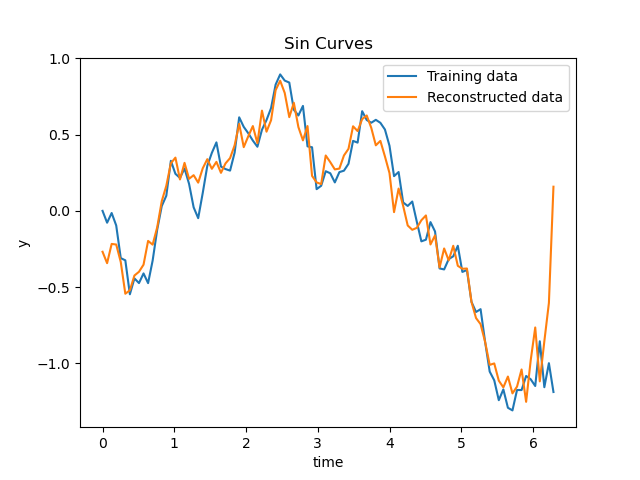 Sin Curves
Training data
Reconstructed data
1.0
0.5
0.0
−0.5
−1.0
y
0 1 2 3 4 5 6
time